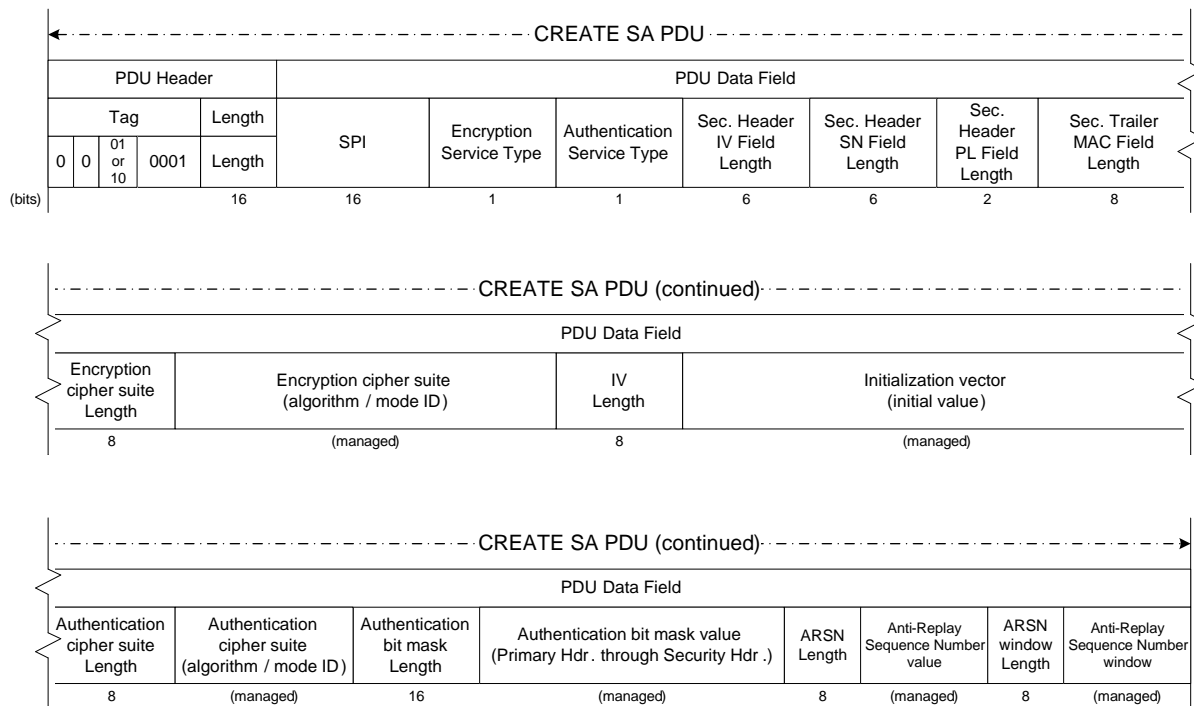 CREATE SA PDU
PDU Header
PDU Data Field
Tag
Length
SPI
Encryption
Service Type
Authentication
Service Type
Sec. Header
IV Field
Length
Sec. Header
SN Field
Length
Sec.
Header
PL Field
Length
Sec. Trailer
MAC Field
Length
0 0
01
or
10
0001
Length
(bits)
16 16 1 1 6 6 2 8
CREATE SA PDU (continued)
PDU Data Field
Encryption
cipher suite
Length
Encryption cipher suite
(algorithm / mode ID)
IV
Length
Initialization vector
(initial value)
8 (managed) 8 (managed)
CREATE SA PDU (continued)
PDU Data Field
Authentication
cipher suite
Length
Authentication
cipher suite
(algorithm / mode ID)
Authentication
bit mask
Length
Authentication bit mask value
(Primary Hdr. through Security Hdr.)
ARSN
Length
Anti-Replay
Sequence Number
value
ARSN
window
Length
Anti-Replay
Sequence Number
window
8 (managed) 16 (managed) 8 (managed) 8 (managed)